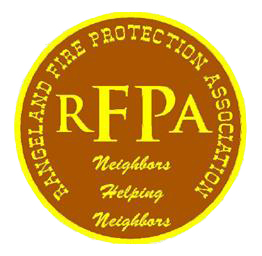 RANGELAND FIRE PROTECTION ASSOCIATION
RFPA
Neighbors
Helping
Neighbors